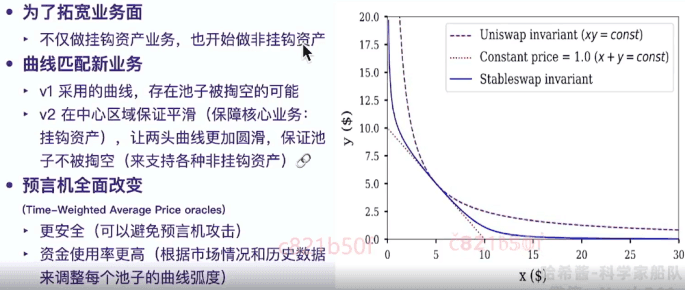 • 为了拓宽业务面
‣ 不仅做挂钩资产业务，也开始做非挂钩资产
• 曲线匹配新业务
‣ v1 采用的曲线，存在池子被掏空的可能
‣ v2 在中心区域保证平滑（保障核心业务：
挂钩资产），让两头曲线更加圆滑，保证池
子不被掏空（来支持各种非挂钩资产）
• 预言机全面改变
(Time-Weighted Average Price oracles)
‣ 更安全（可以避免预言机攻击）
‣ 资金使用率更高（根据市场情况和历史数据
来调整每个池子的曲线弧度）
c821b50f
20.0
17.5
15.0
12.5
10.0
7.5
5.0
2.5
0.0
y ($)
Uniswap invariant (xy = const)
Constant price = 1.0 (x + y = const)
Stableswap invariant
c821b50f
0
5
10
15
20
25
30
x ($)
哈希酱-科学家船队